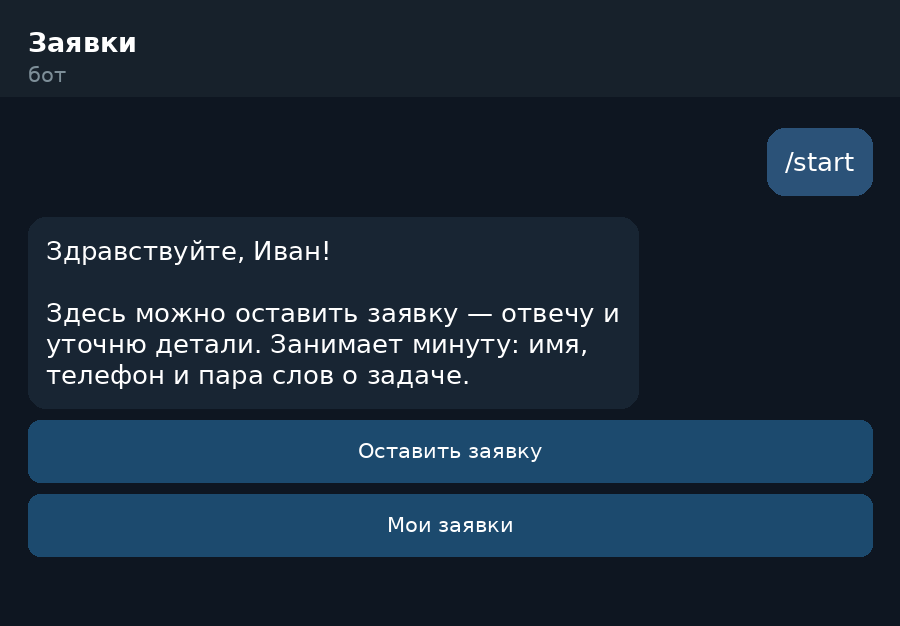 Заявки
бот
/start
Здравствуйте, Иван!
Здесь можно оставить заявку — отвечу и
уточню детали. Занимает минуту: имя,
телефон и пара слов о задаче.
Оставить заявку
Мои заявки